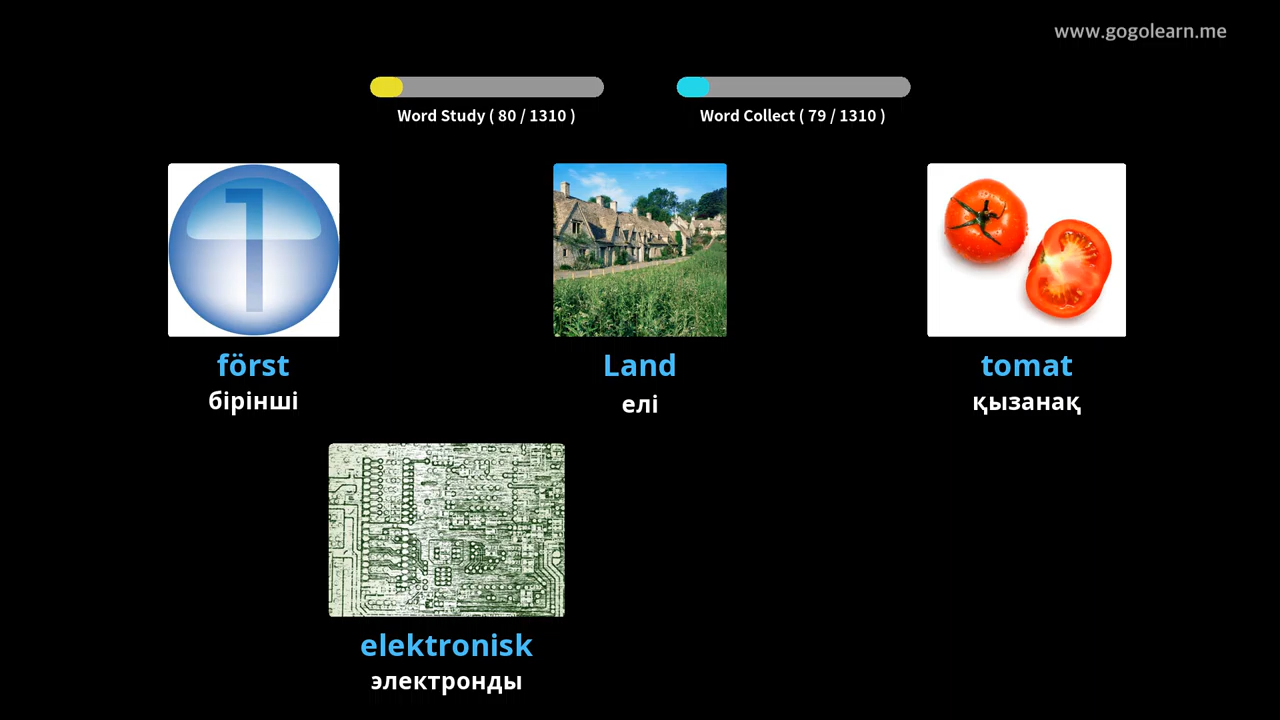 www.gogolearn.me
Word Study ( 80 / 1310 )
Word Collect ( 79 / 1310 )
1
först
Land
tomat
бірінші
елі
қызанақ
elektronisk
электронды